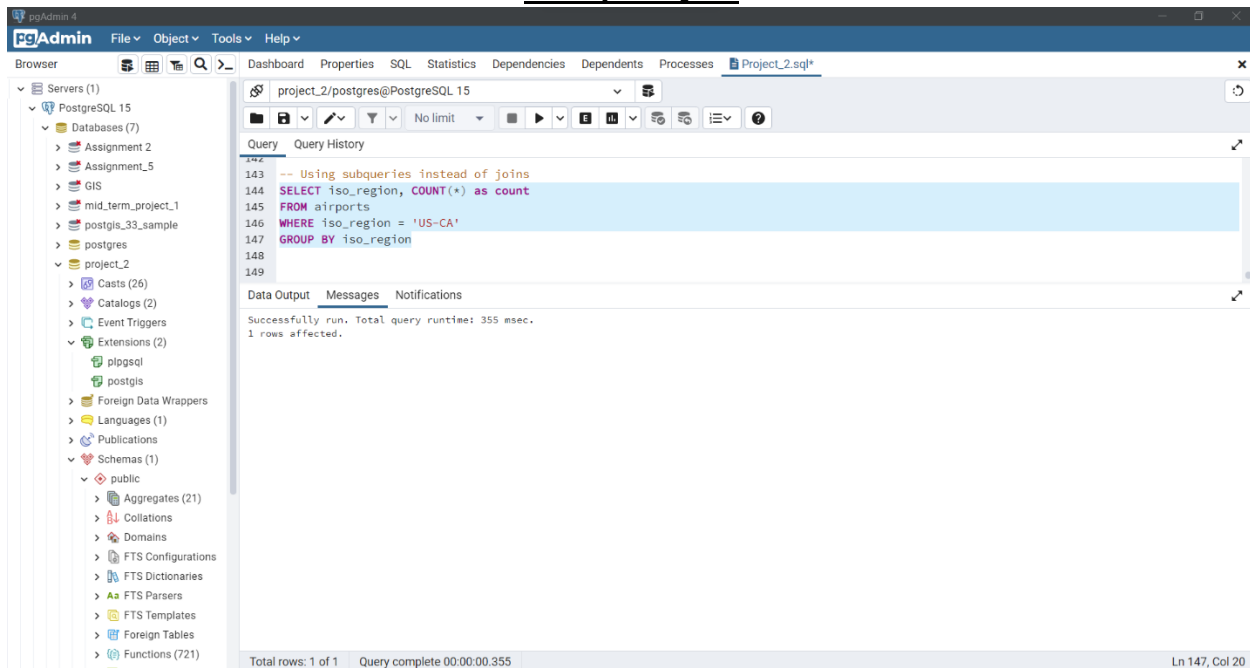 pgAdmin 4
pgAdmin File Object Tools Help
Browser
Dashboard Properties SQL Statistics Dependencies Dependents Processes Project_2.sql*
Servers (1)
PostgreSQL 15
Databases (7)
Assignment 2
Assignment_5
GIS
mid_term_project_1
postgis_33_sample
postgres
project_2
Casts (26)
Catalogs (2)
Event Triggers
Extensions (2)
plpgsql
postgis
Foreign Data Wrappers
Languages (1)
Publications
Schemas (1)
public
Aggregates (21)
Collations
Domains
FTS Configurations
FTS Dictionaries
FTS Parsers
FTS Templates
Foreign Tables
Functions (721)
project_2/postgres@PostgreSQL 15
No limit
Query Query History
142
143 -- Using subqueries instead of joins
144 SELECT iso_region, COUNT(*) as count
145 FROM airports
146 WHERE iso_region = 'US-CA'
147 GROUP BY iso_region
148
149
Data Output Messages Notifications
Successfully run. Total query runtime: 355 msec.
1 rows affected.
Total rows: 1 of 1 Query complete 00:00:00.355 Ln 147, Col 20